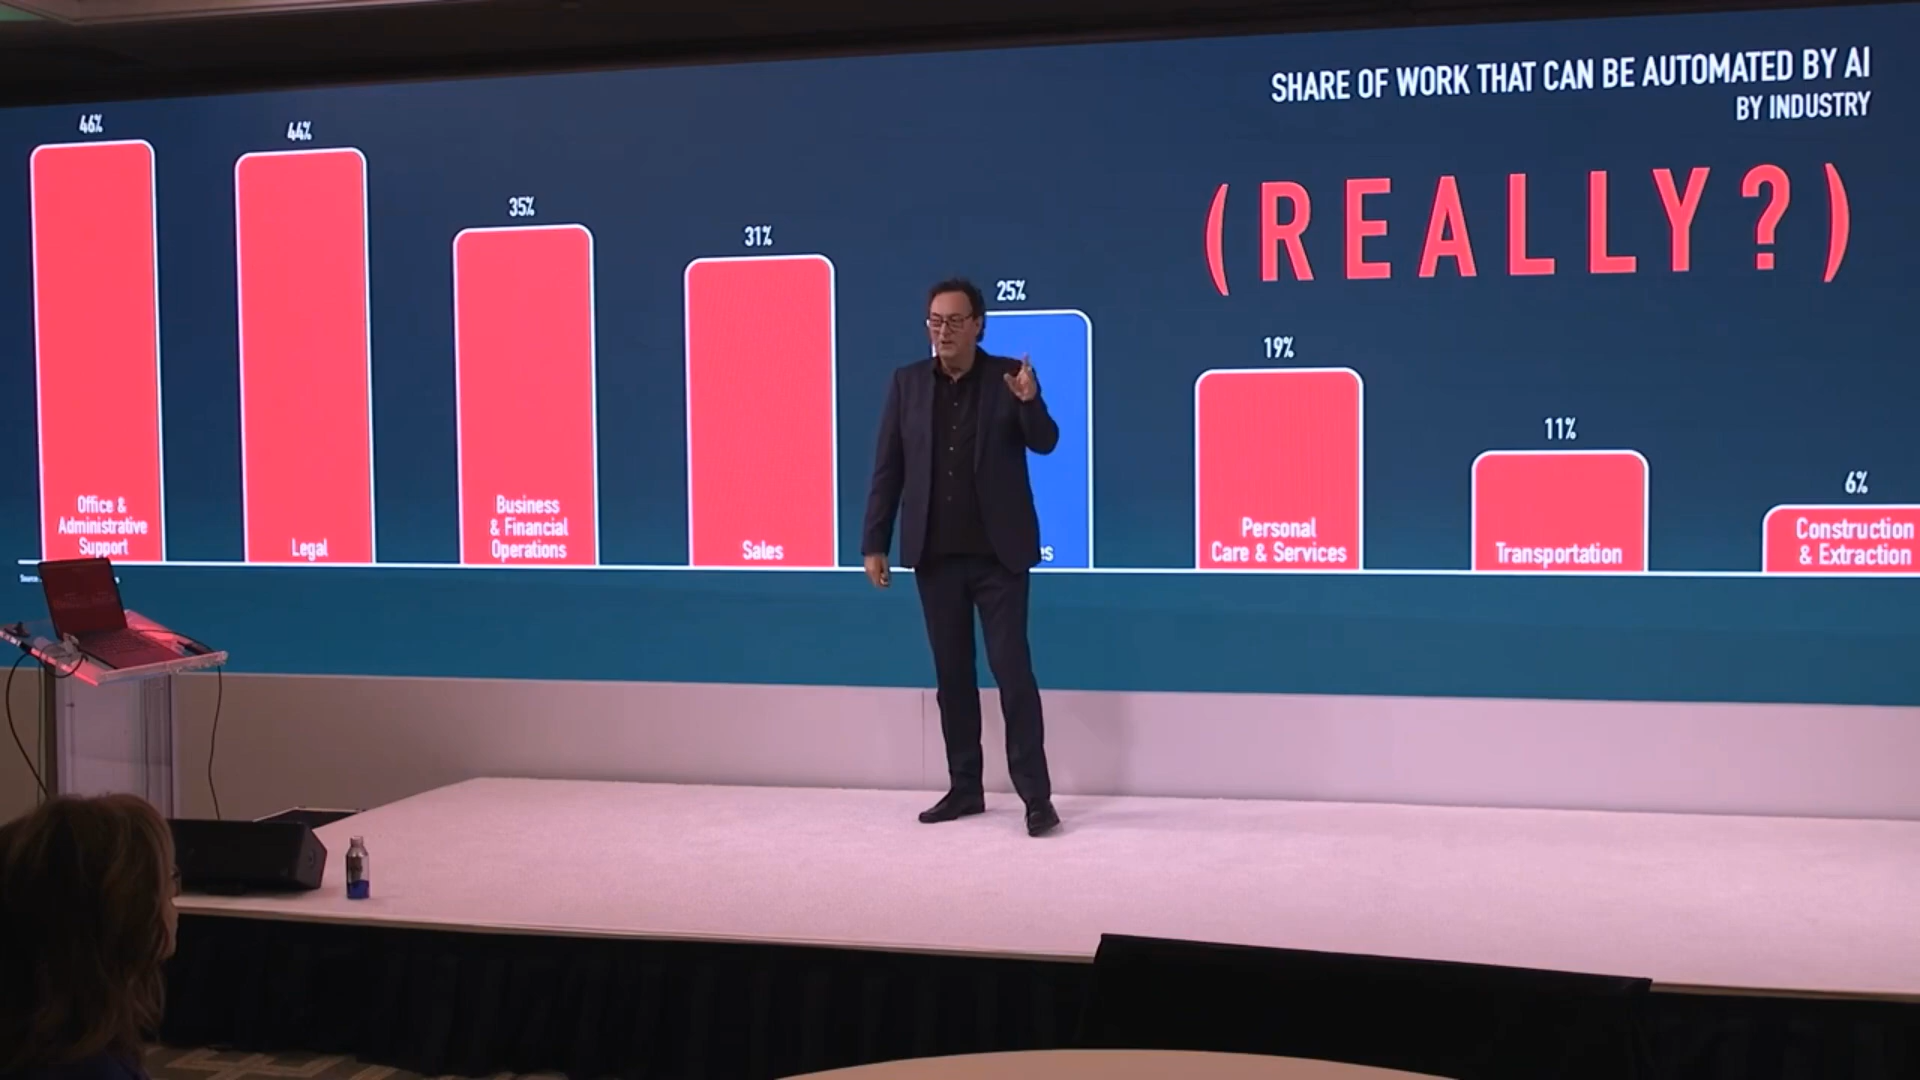 SHARE OF WORK THAT CAN BE AUTOMATED BY AI
BY INDUSTRY
(REALLY?)
46%
44%
35%
31%
25%
19%
11%
6%
Office &
Administrative
Support
Legal
Business
& Financial
Operations
Sales
es
Personal
Care & Services
Transportation
Construction
& Extraction